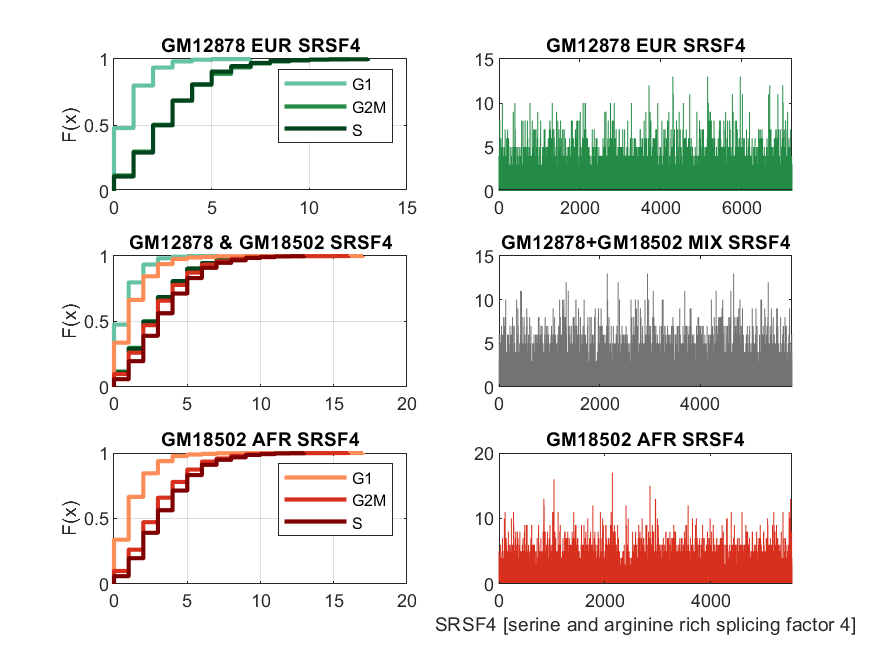 GM12878 EUR SRSF4
F(x)
1
0.5
0
0 5 10 15
G1
G2M
S
GM12878 EUR SRSF4
15
10
5
0
0 2000 4000 6000
GM12878 & GM18502 SRSF4
F(x)
1
0.5
0
0 5 10 15 20
GM12878+GM18502 MIX SRSF4
15
10
5
0
0 2000 4000
GM18502 AFR SRSF4
F(x)
1
0.5
0
0 5 10 15 20
G1
G2M
S
GM18502 AFR SRSF4
20
10
0
0 2000 4000
SRSF4 [serine and arginine rich splicing factor 4]